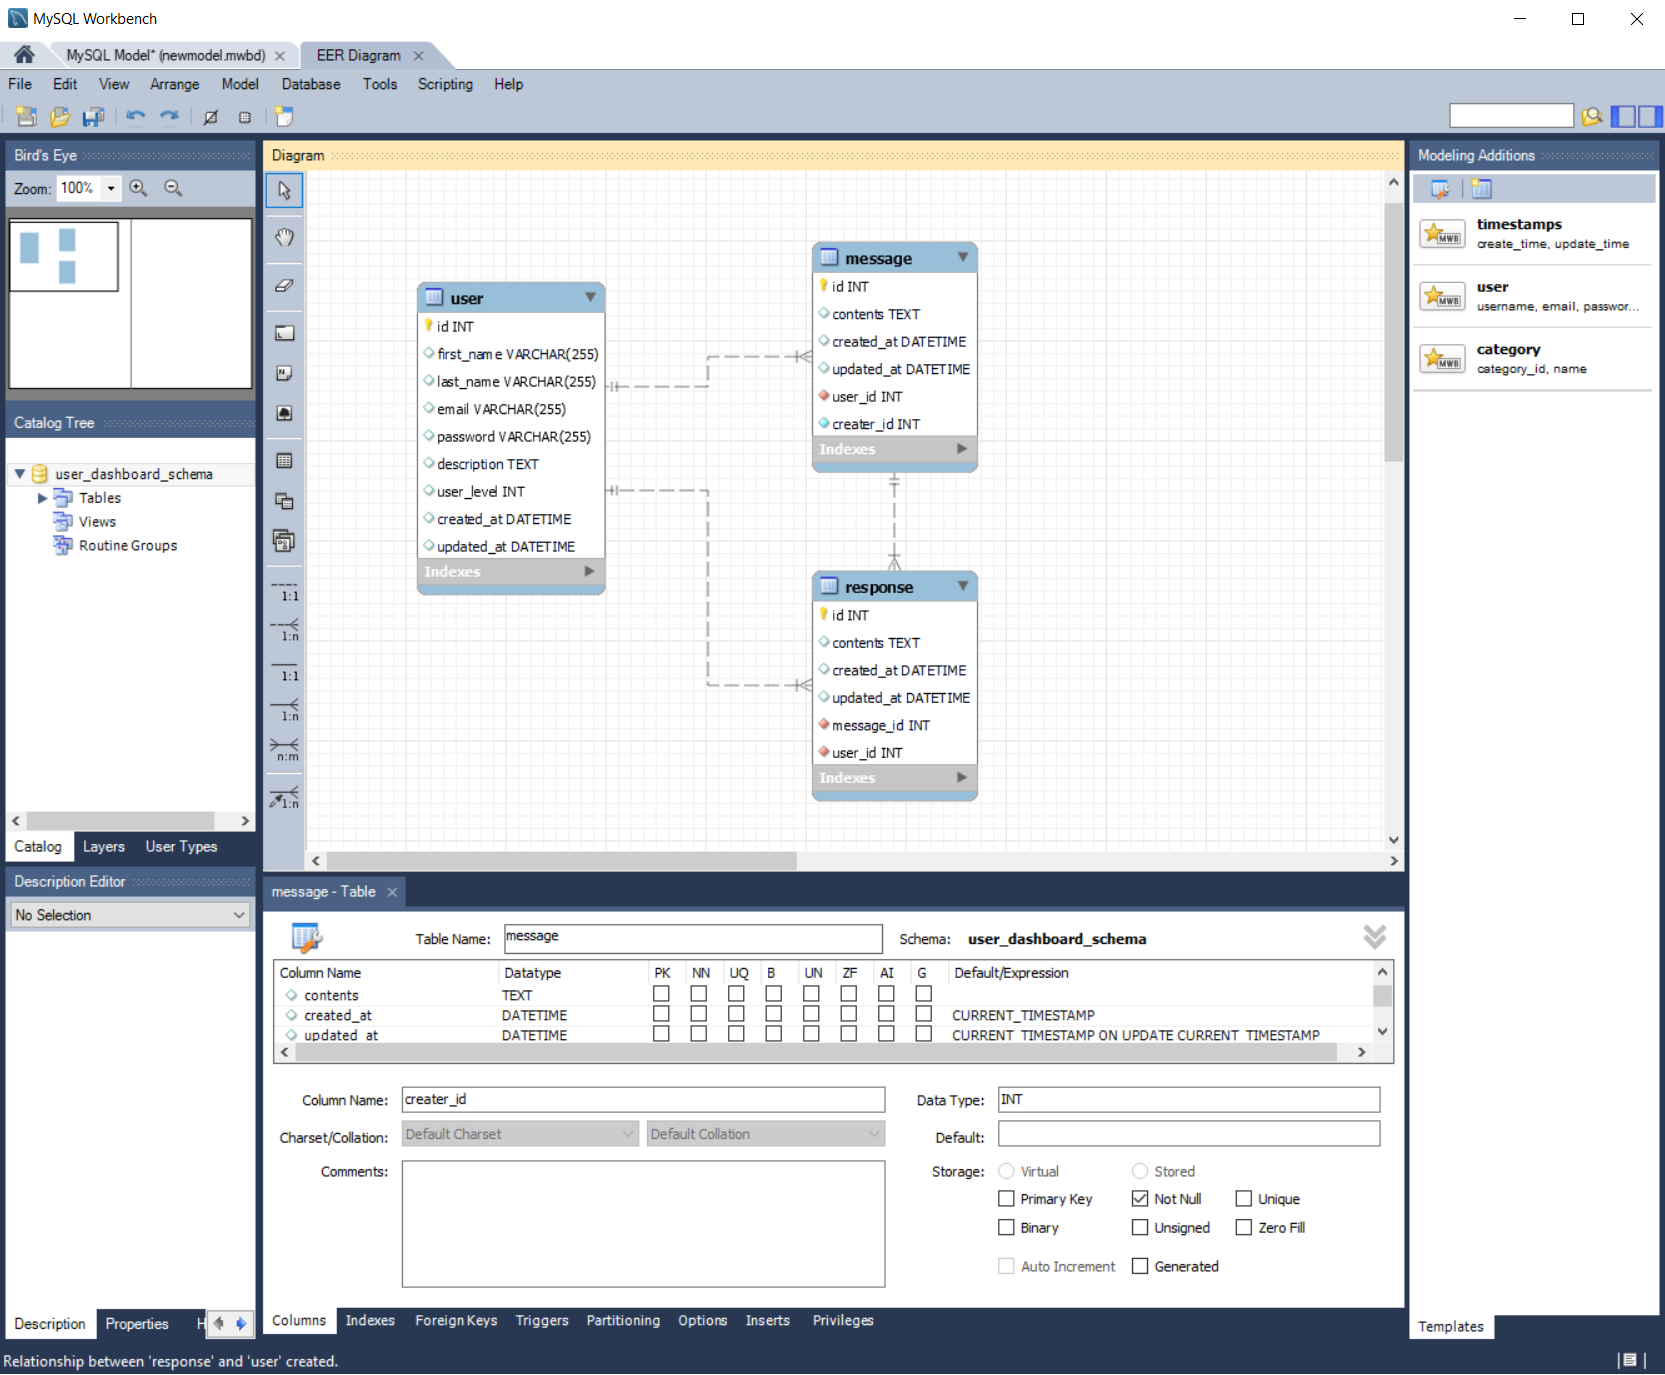 MySQL Workbench
MySQL Model* (newmodel.mwbd)
EER Diagram
File Edit View Arrange Model Database Tools Scripting Help
Bird's Eye
Zoom: 100%
Catalog Tree
user_dashboard_schema
Tables
Views
Routine Groups
Catalog Layers User Types
Description Editor
No Selection
Description Properties H
Diagram
1:1
1:n
1:1
1:n
n:m
1:n
user
id INT
first_name VARCHAR(255)
last_name VARCHAR(255)
email VARCHAR(255)
password VARCHAR(255)
description TEXT
user_level INT
created_at DATETIME
updated_at DATETIME
Indexes
message
id INT
contents TEXT
created_at DATETIME
updated_at DATETIME
user_id INT
creater_id INT
Indexes
response
id INT
contents TEXT
created_at DATETIME
updated_at DATETIME
message_id INT
user_id INT
Indexes
Modeling Additions
MWB
timestamps
create_time, update_time
MWB
user
username, email, passwor...
MWB
category
category_id, name
Templates
message - Table
Table Name: message Schema: user_dashboard_schema
Column Name Datatype PK NN UQ B UN ZF AI G Default/Expression
contents TEXT
created_at DATETIME CURRENT_TIMESTAMP
updated_at DATETIME CURRENT_TIMESTAMP ON UPDATE CURRENT_TIMESTAMP
Column Name: creater_id Data Type: INT
Charset/Collation: Default Charset Default Collation Default:
Comments: Storage: Virtual Stored
Primary Key Not Null Unique
Binary Unsigned Zero Fill
Auto Increment Generated
Columns Indexes Foreign Keys Triggers Partitioning Options Inserts Privileges
Relationship between 'response' and 'user' created.